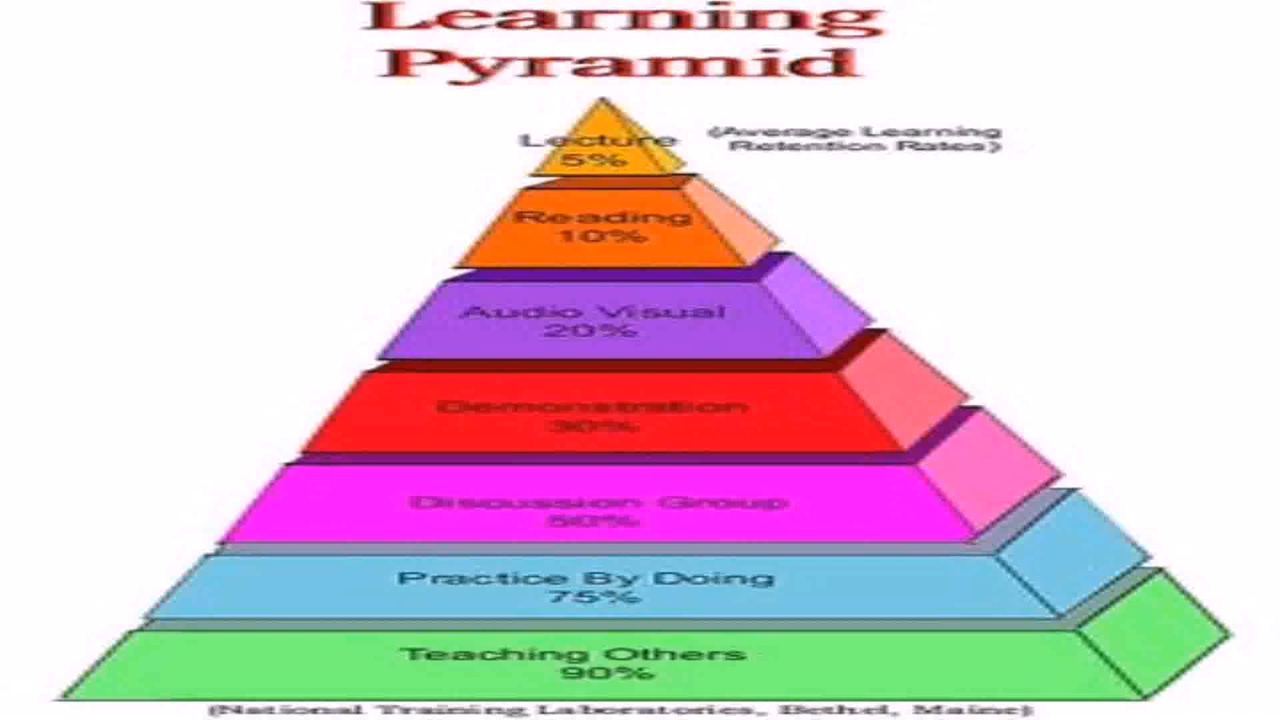 Learning
Pyramid
(Average Learning
Retention Rates)
Lecture
5%
Reading
10%
Audio Visual
20%
Demonstration
30%
Discussion Group
50%
Practice By Doing
75%
Teaching Others
90%
(National Training Laboratories, Bethel, Maine)